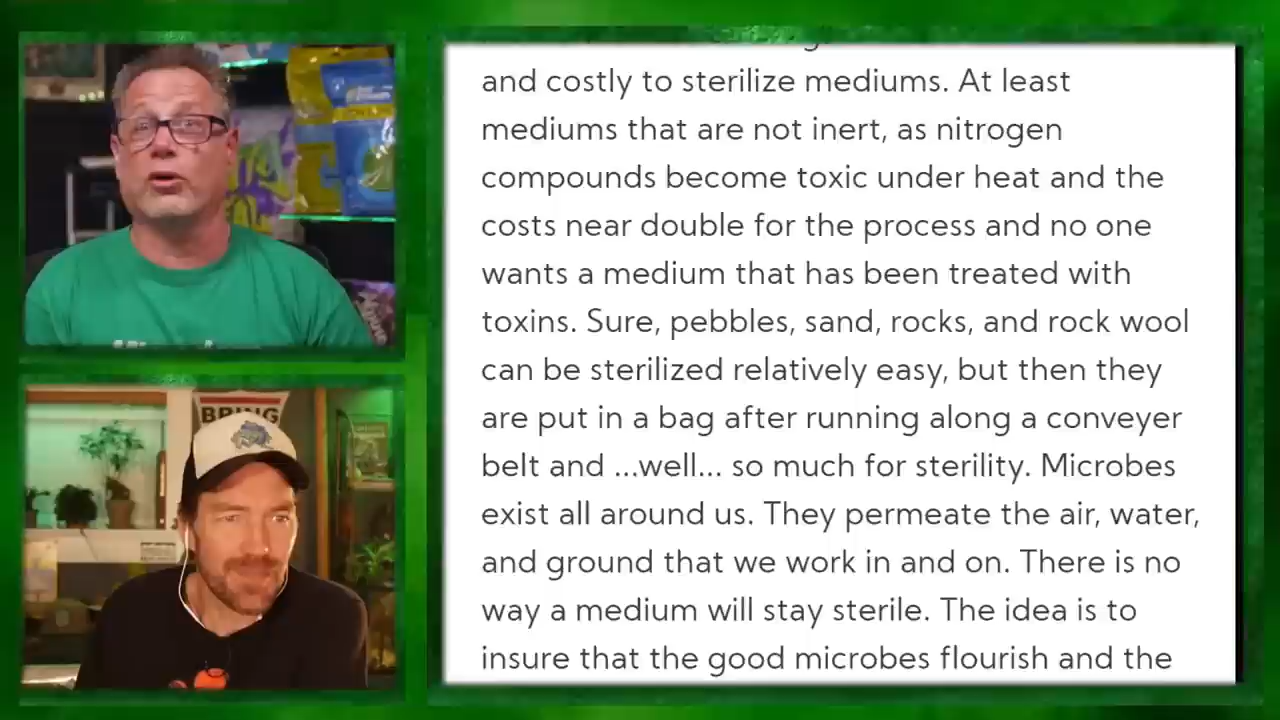 and costly to sterilize mediums. At least
mediums that are not inert, as nitrogen
compounds become toxic under heat and the
costs near double for the process and no one
wants a medium that has been treated with
toxins. Sure, pebbles, sand, rocks, and rock wool
can be sterilized relatively easy, but then they
are put in a bag after running along a conveyer
belt and ...well... so much for sterility. Microbes
exist all around us. They permeate the air, water,
and ground that we work in and on. There is no
way a medium will stay sterile. The idea is to
insure that the good microbes flourish and the
BRING